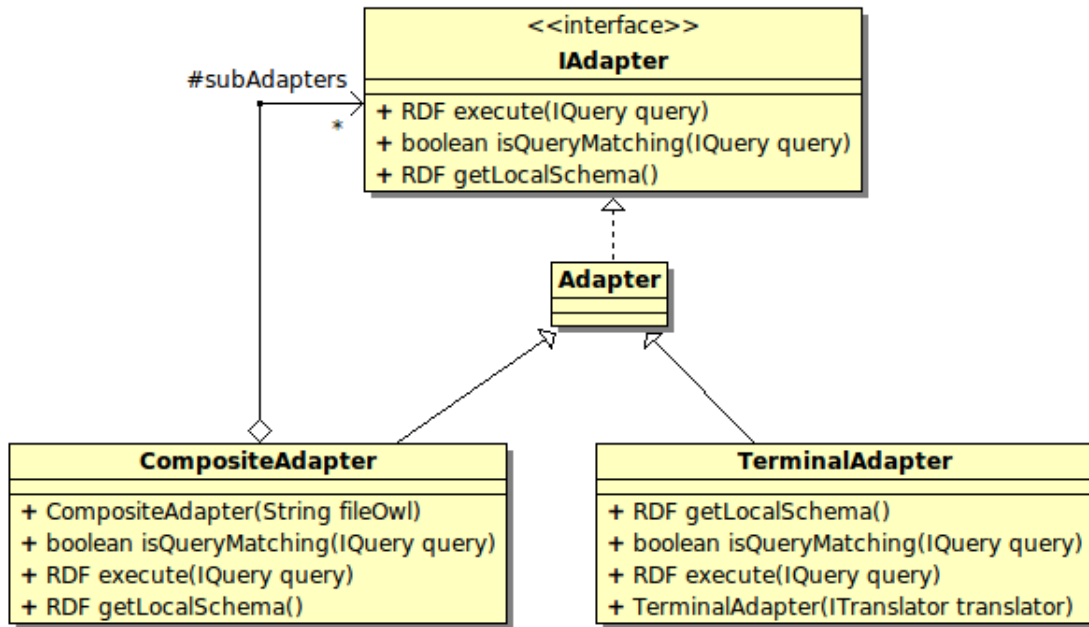 <<interface>>
IAdapter
#subAdapters
*
+ RDF execute(IQuery query)
+ boolean isQueryMatching(IQuery query)
+ RDF getLocalSchema()
Adapter
CompositeAdapter
+ CompositeAdapter(String fileOwl)
+ boolean isQueryMatching(IQuery query)
+ RDF execute(IQuery query)
+ RDF getLocalSchema()
TerminalAdapter
+ RDF getLocalSchema()
+ boolean isQueryMatching(IQuery query)
+ RDF execute(IQuery query)
+ TerminalAdapter(ITranslator translator)